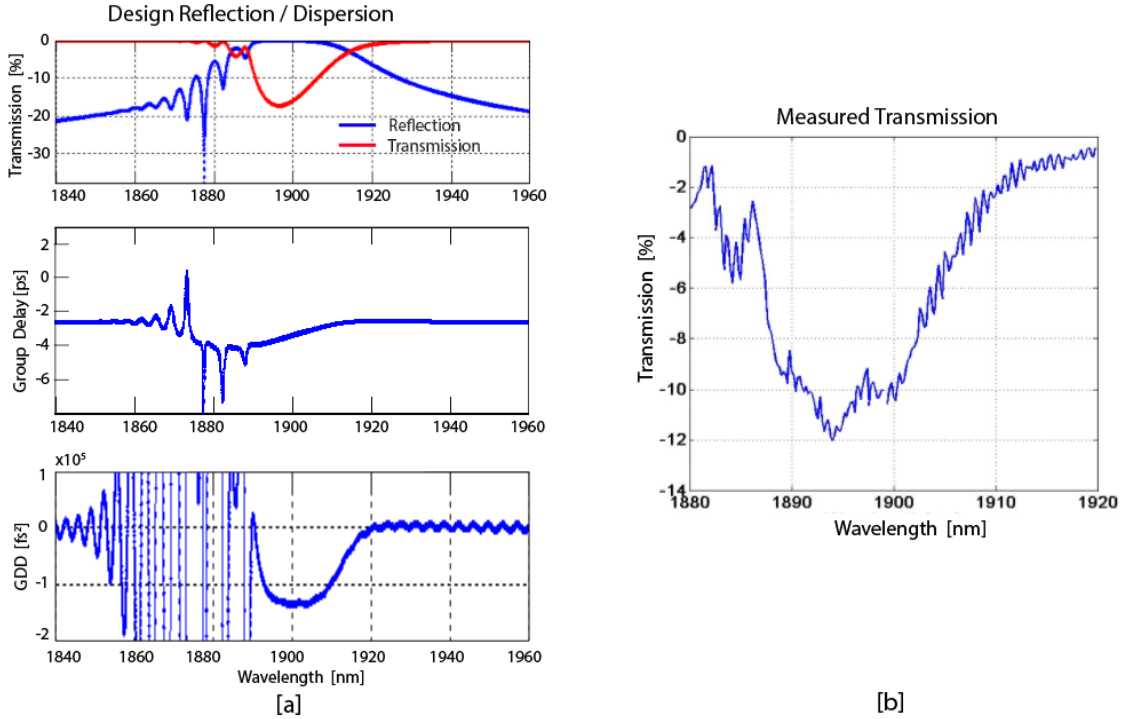 Design Reflection / Dispersion
Transmission [%]
0
-10
-20
-30
Reflection
Transmission
1840 1860 1880 1900 1920 1940 1960
Group Delay [ps]
2
0
-2
-4
-6
1840 1860 1880 1900 1920 1940 1960
x10⁵
GDD [fs²]
1
0
-1
-2
1840 1860 1880 1900 1920 1940 1960
Wavelength [nm]
[a]
Measured Transmission
Transmission [%]
0
-2
-4
-6
-8
-10
-12
-14
1880 1890 1900 1910 1920
Wavelength [nm]
[b]